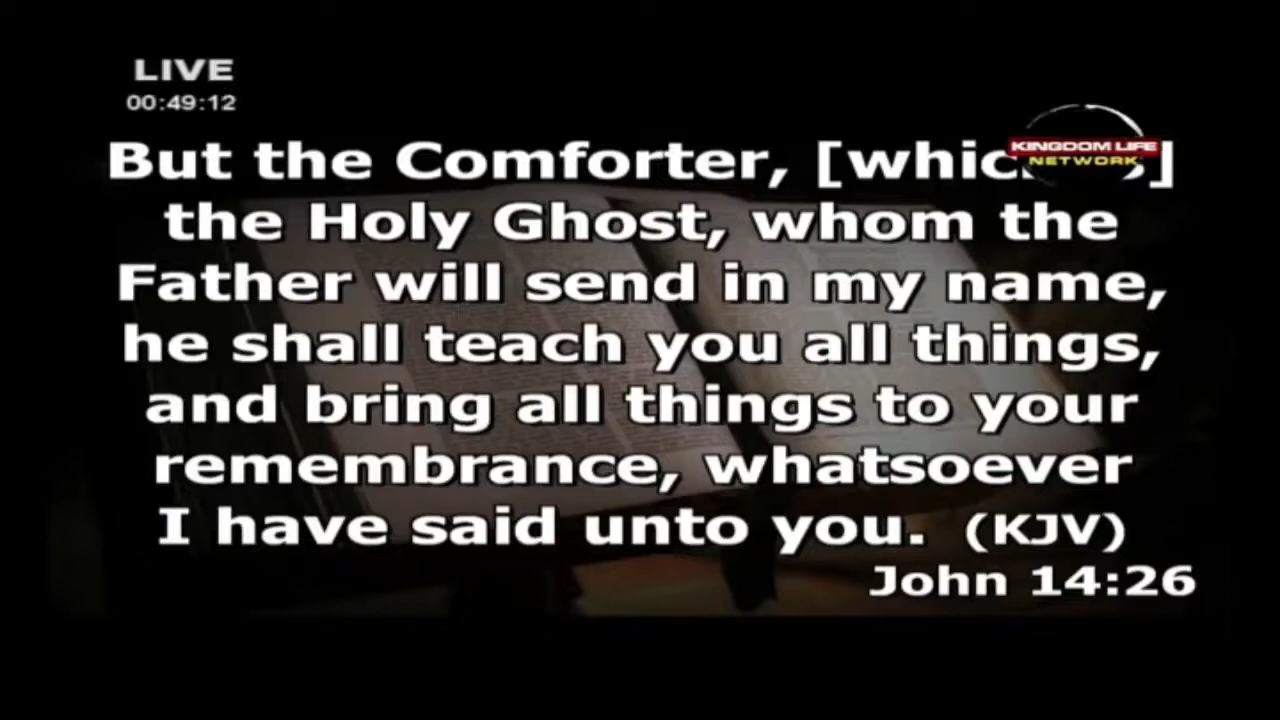 LIVE
00:49:12
KINGDOM LIFE
NETWORK
But the Comforter,
the Holy Ghost, whom the
Father will send in my name,
he shall teach you all things,
and bring all things to your
remembrance, whatsoever
I have said unto you. (KJV)
John 14:26